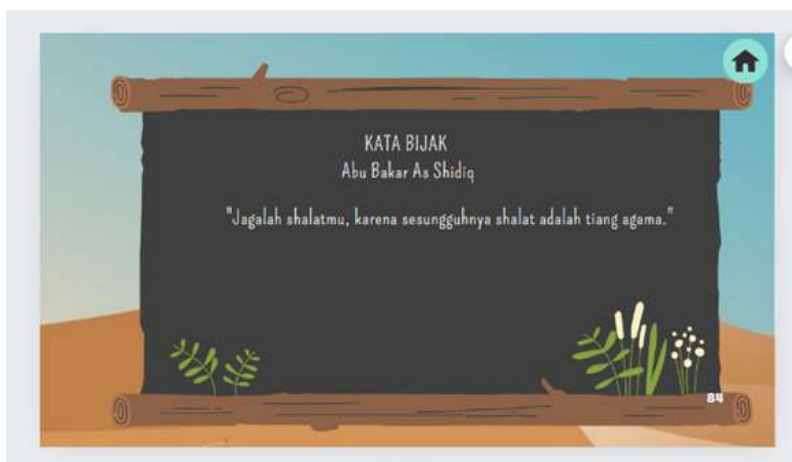 KATA BIJAK
Abu Bakar As Shidiq
"Jagalah shalatmu, karena sesungguhnya shalat adalah tiang agama."
84